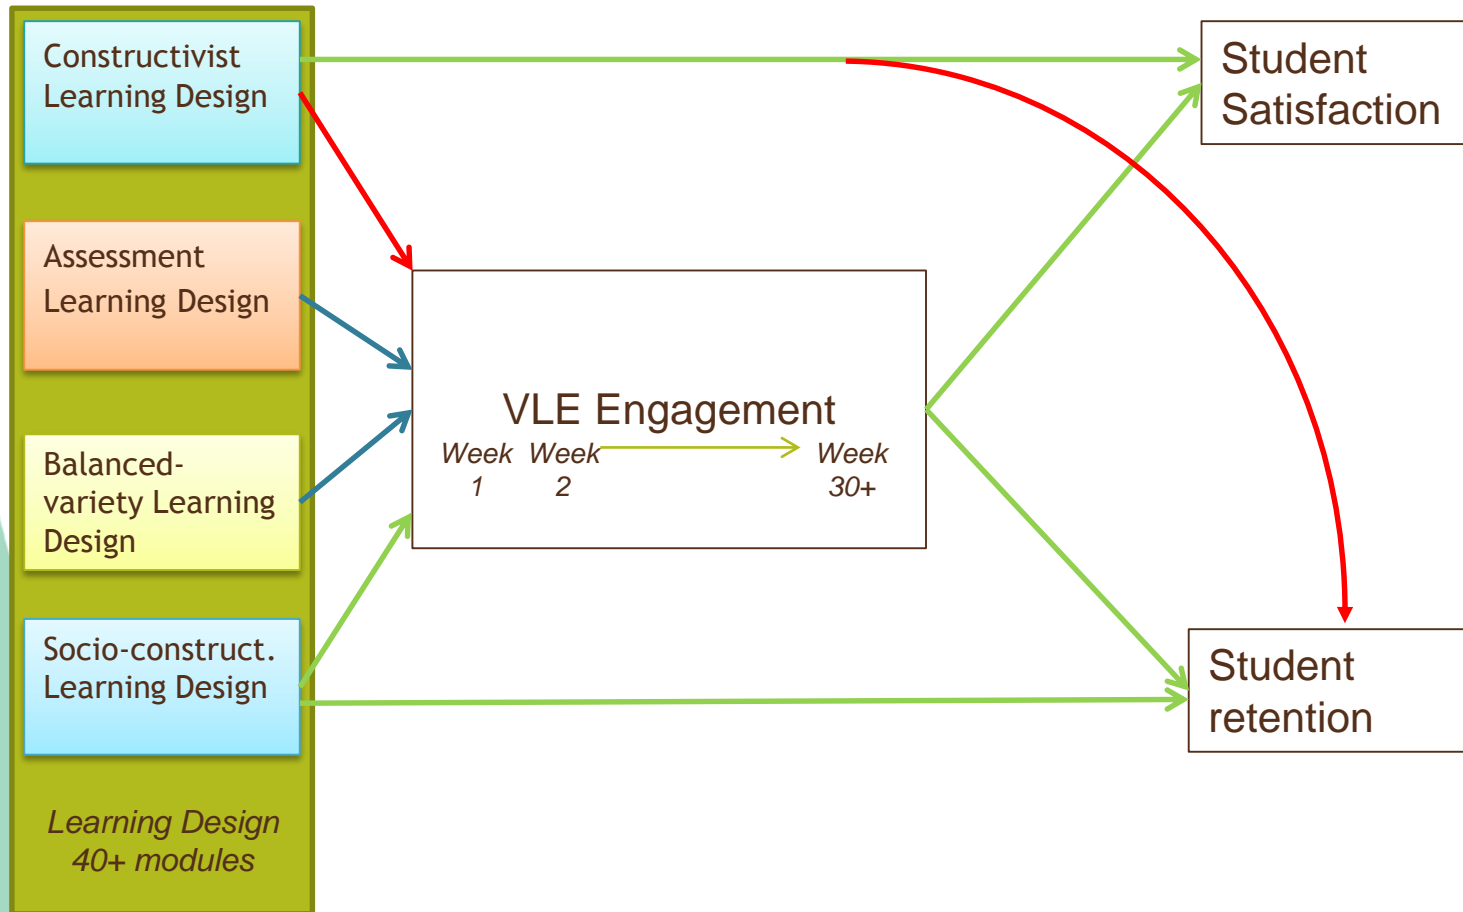 Constructivist
Learning Design
Assessment
Learning Design
Balanced-
variety Learning
Design
Socio-construct.
Learning Design
Learning Design
40+ modules
VLE Engagement
Week Week Week
1 2 30+
Student
Satisfaction
Student
retention